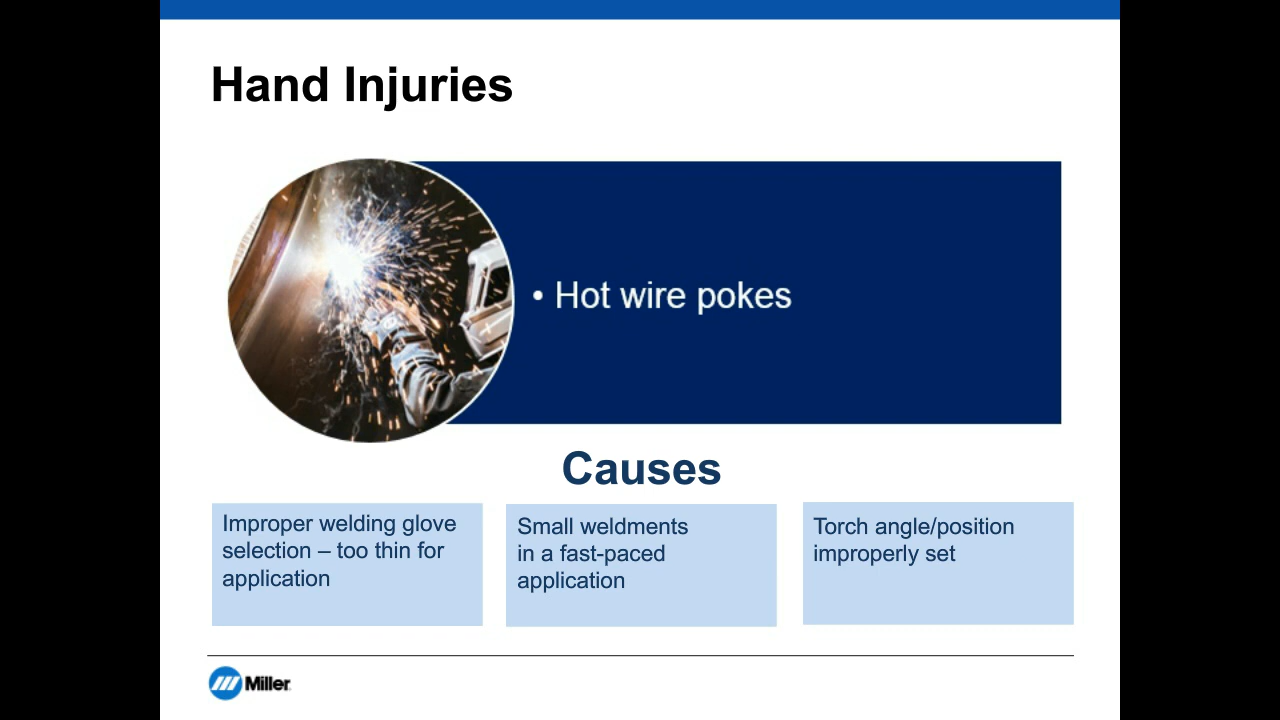 Hand Injuries
• Hot wire pokes
Causes
Improper welding glove
selection – too thin for
application
Small weldments
in a fast-paced
application
Torch angle/position
improperly set
Miller